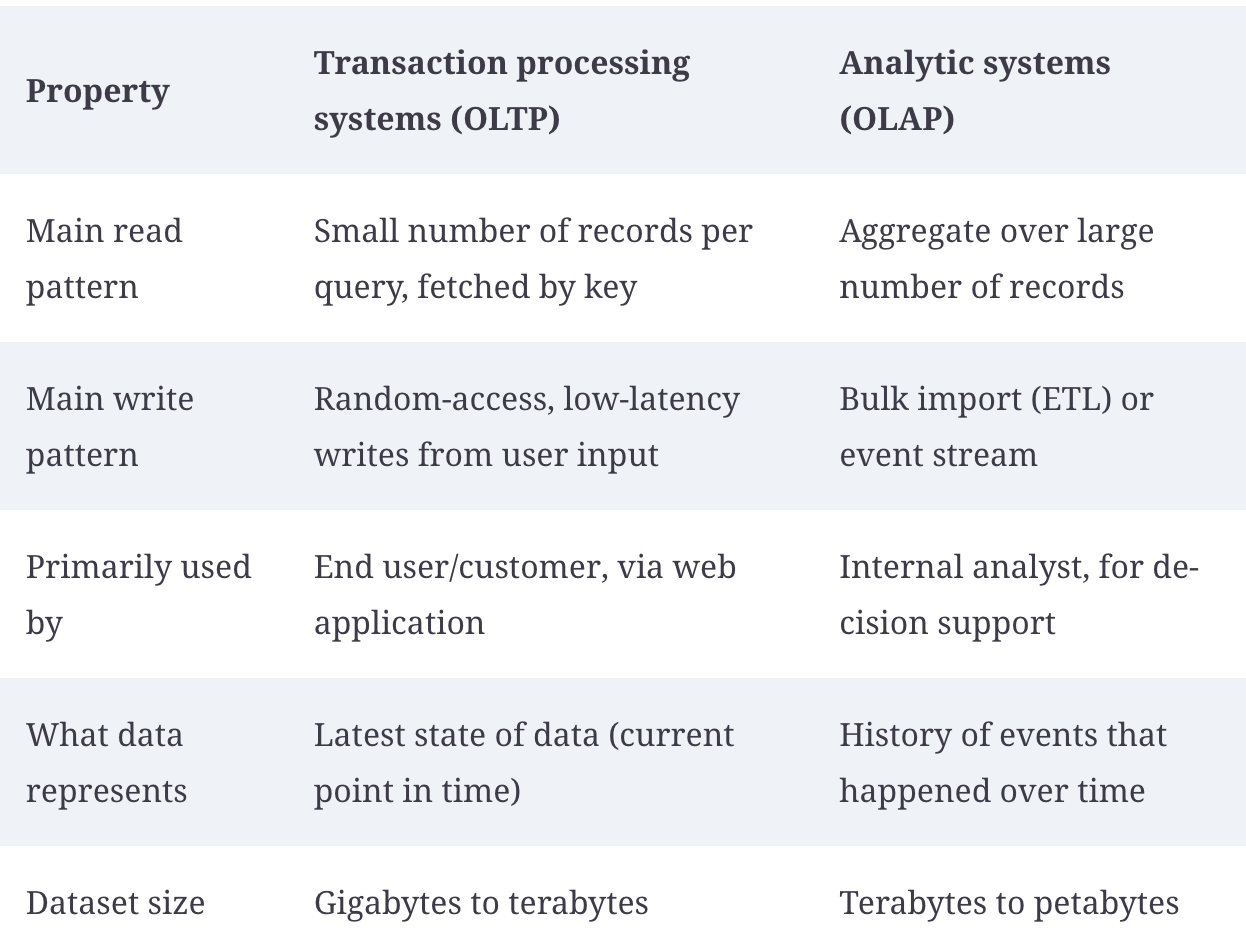 Property
Transaction processing
systems (OLTP)
Analytic systems
(OLAP)
Main read
pattern
Small number of records per
query, fetched by key
Aggregate over large
number of records
Main write
pattern
Random-access, low-latency
writes from user input
Bulk import (ETL) or
event stream
Primarily used
by
End user/customer, via web
application
Internal analyst, for de-
cision support
What data
represents
Latest state of data (current
point in time)
History of events that
happened over time
Dataset size
Gigabytes to terabytes
Terabytes to petabytes